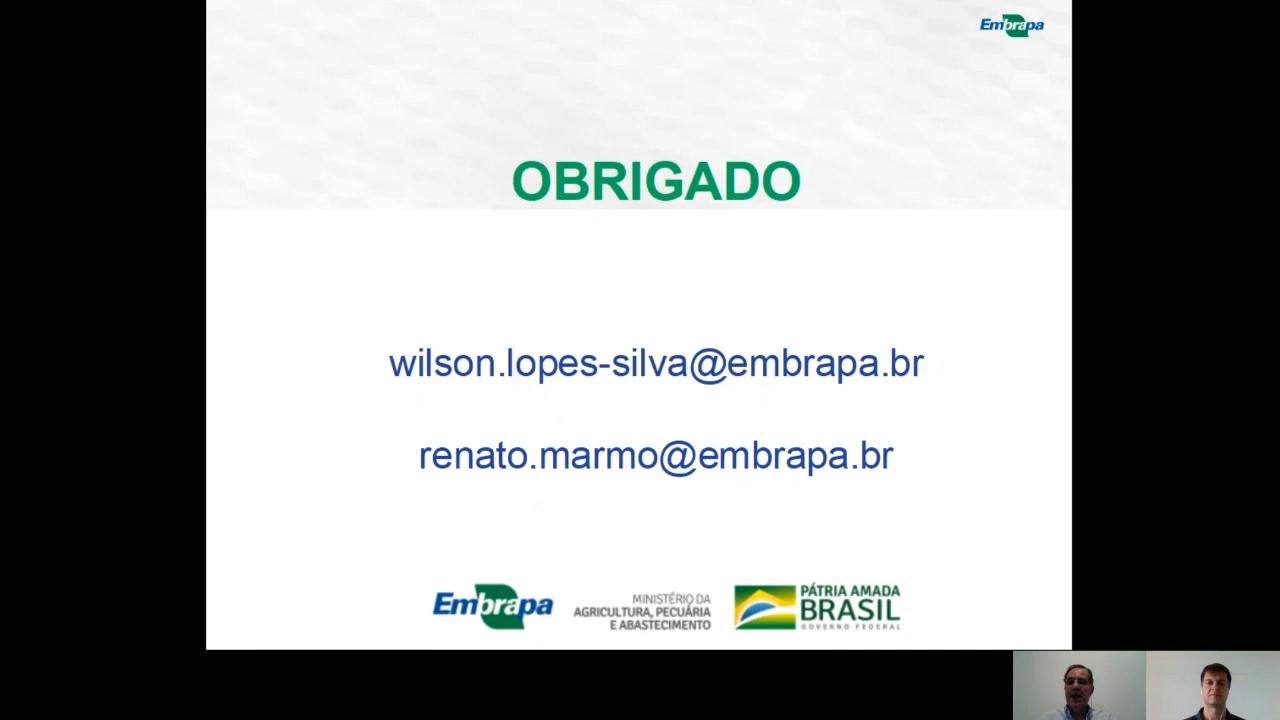 Embrapa
OBRIGADO
wilson.lopes-silva@embrapa.br
renato.marmo@embrapa.br
Embrapa
MINISTÉRIO DA
AGRICULTURA, PECUÁRIA
E ABASTECIMENTO
PÁTRIA AMADA
BRASIL
GOVERNO FEDERAL